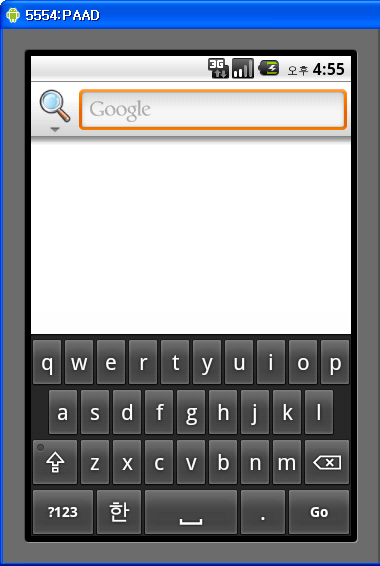 5554:PAAD
3G 오후 4:55
Google
q w e r t y u i o p
a s d f g h j k l
z x c v b n m
?123 한 . Go